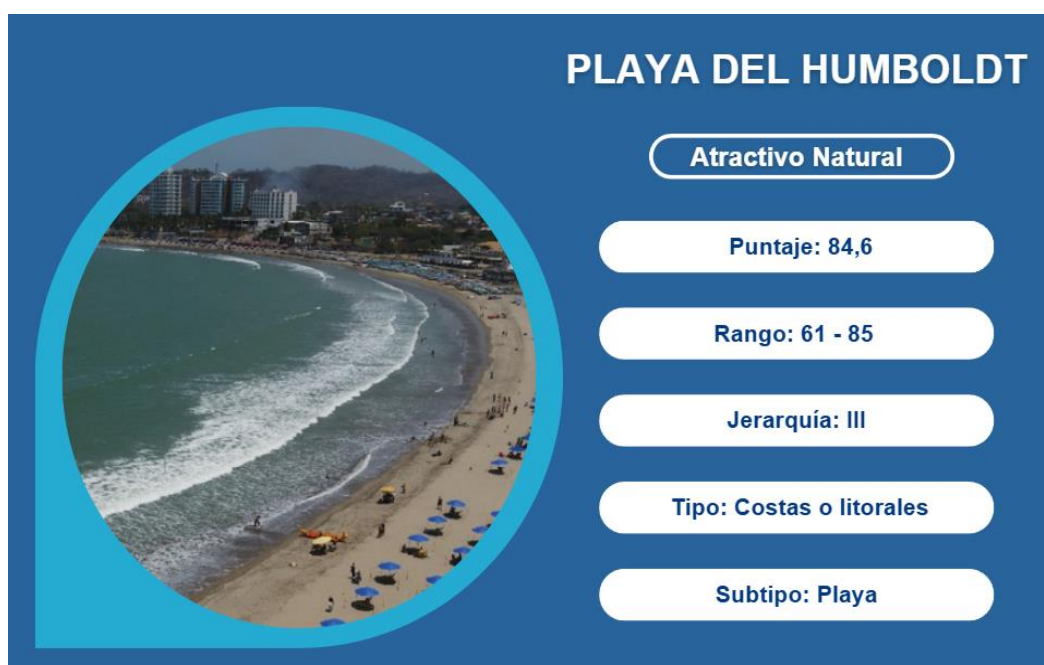 PLAYA DEL HUMBOLDT
Atractivo Natural
Puntaje: 84,6
Rango: 61 - 85
Jerarquía: III
Tipo: Costas o litorales
Subtipo: Playa